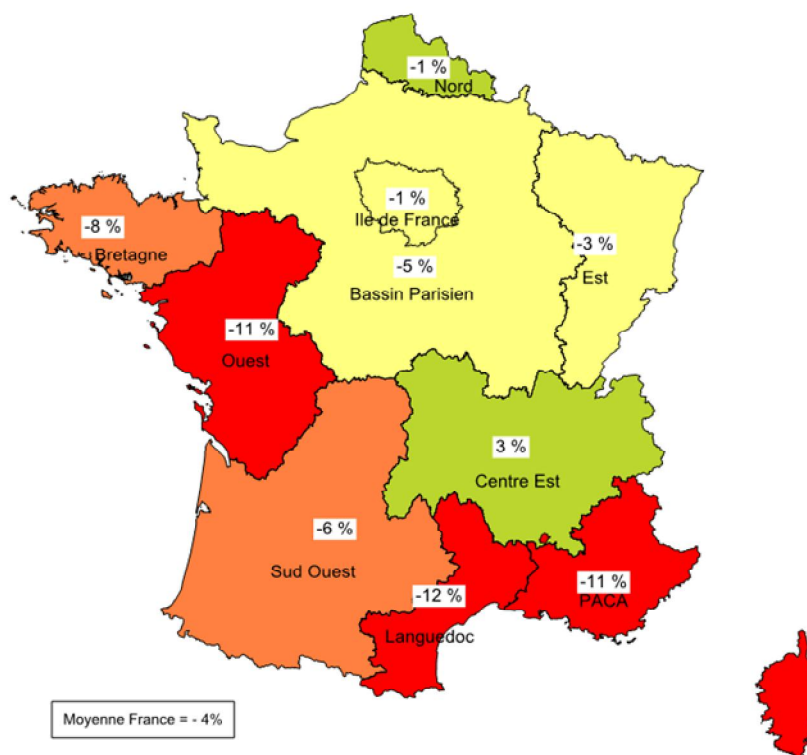 -1 %
Nord
-1 %
Ile de France
-8 %
Bretagne
-3 %
Est
-5 %
Bassin Parisien
-11 %
Ouest
3 %
Centre Est
-6 %
Sud Ouest
-12 %
Languedoc
-11 %
PACA
Moyenne France = - 4%